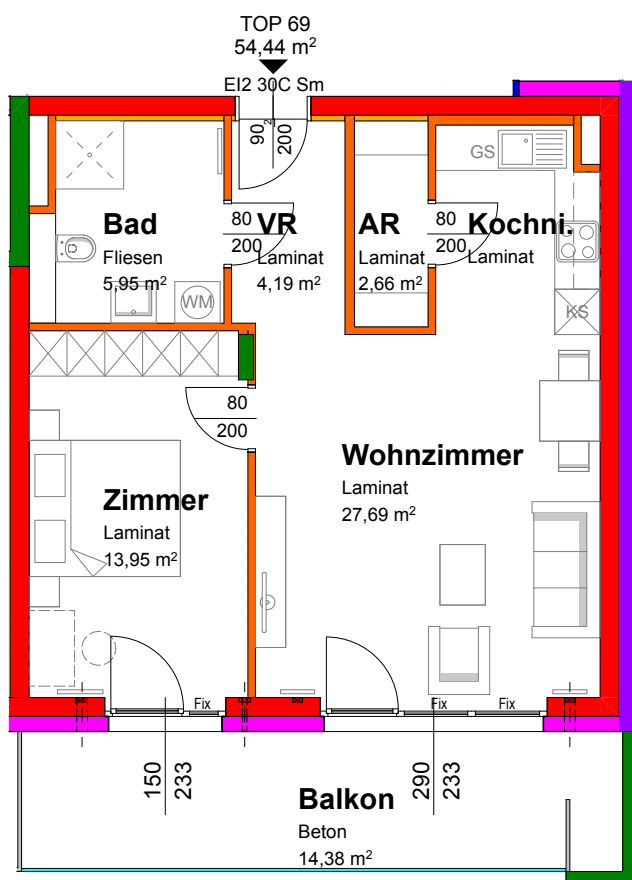 TOP 69
54,44 m²
EI2 30C Sm
90
2
200
GS
Bad
Fliesen
5,95 m²
80
200
VR
Laminat
4,19 m²
AR
Laminat
2,66 m²
80
200
Kochni.
Laminat
WM
KS
80
200
Wohnzimmer
Laminat
27,69 m²
Zimmer
Laminat
13,95 m²
Fix
Fix
Fix
150
233
290
233
Balkon
Beton
14,38 m²